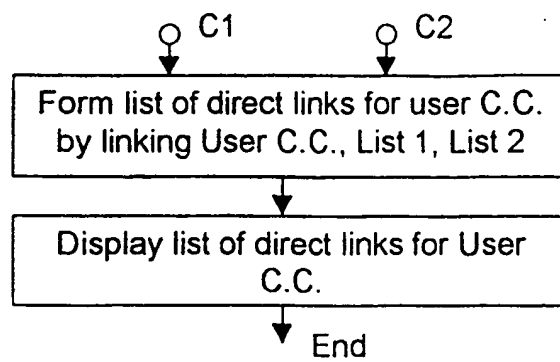 C1
C2
Form list of direct links for user C.C.
by linking User C.C., List 1, List 2
Display list of direct links for User
C.C.
End